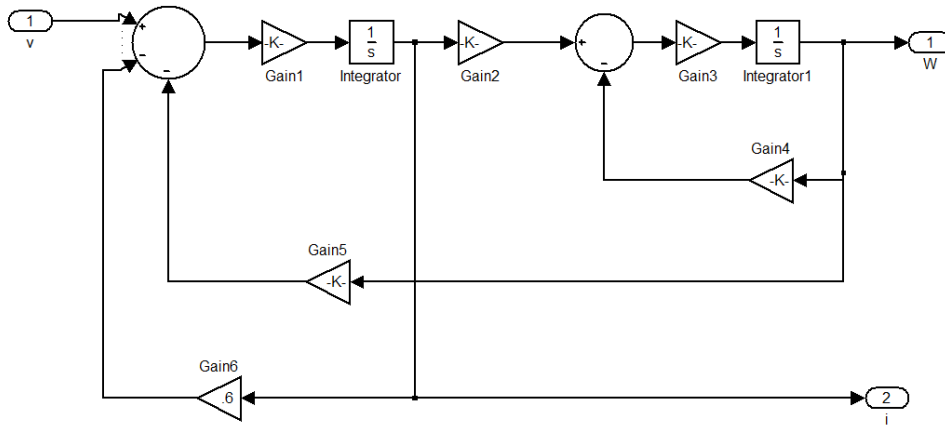 1
v
+
-
-
-K-
Gain1
1
s
Integrator
-K-
Gain2
+
-
-K-
Gain3
1
s
Integrator1
1
W
Gain4
-K-
Gain5
-K-
Gain6
.6
2
i